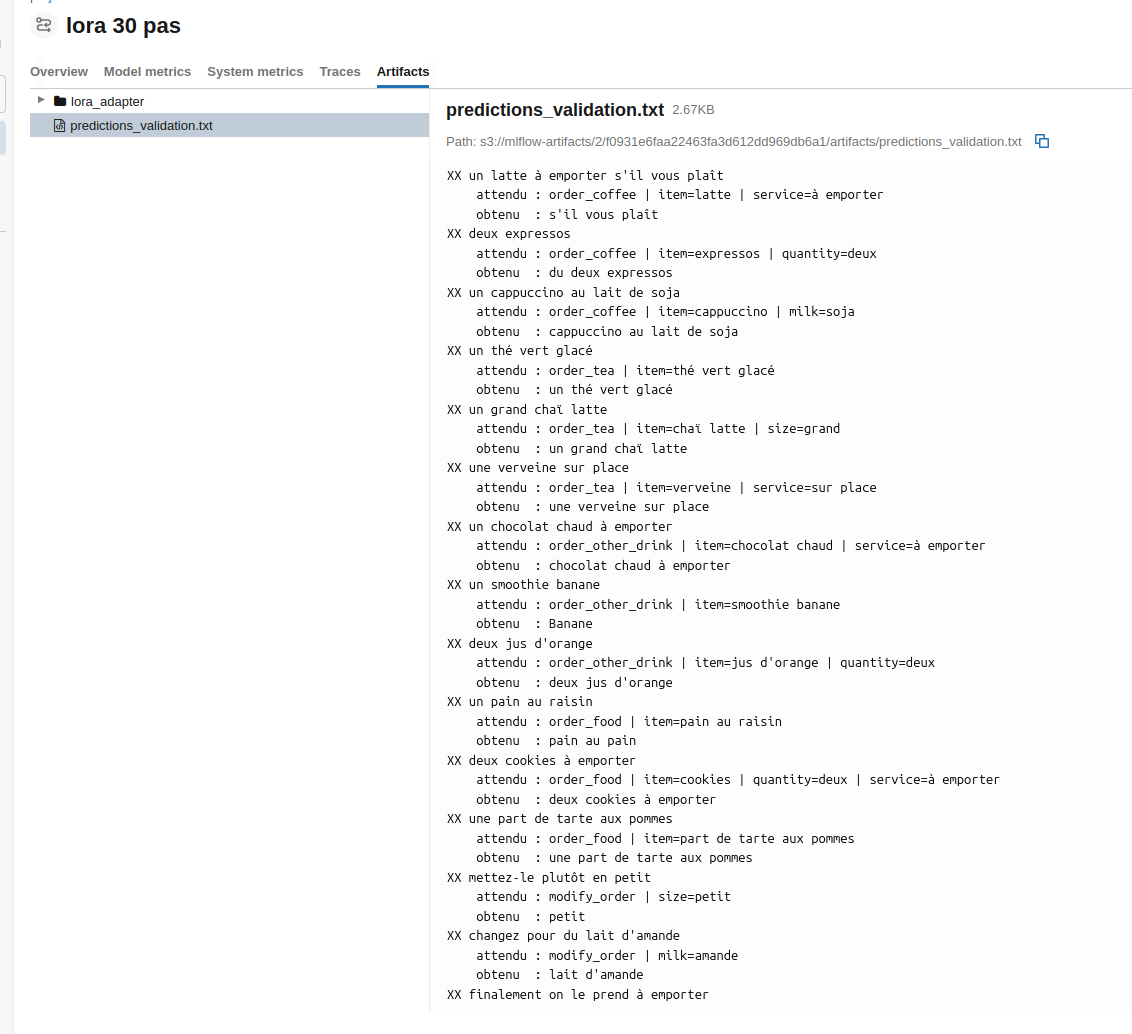 lora 30 pas
Overview Model metrics System metrics Traces Artifacts
lora_adapter
predictions_validation.txt
predictions_validation.txt 2.67KB
Path: s3://mlflow-artifacts/2/f0931e6faa22463fa3d612dd969db6a1/artifacts/predictions_validation.txt
XX un latte à emporter s'il vous plaît
attendu : order_coffee | item=latte | service=à emporter
obtenu : s'il vous plaît
XX deux expressos
attendu : order_coffee | item=expressos | quantity=deux
obtenu : du deux expressos
XX un cappuccino au lait de soja
attendu : order_coffee | item=cappuccino | milk=soja
obtenu : cappuccino au lait de soja
XX un thé vert glacé
attendu : order_tea | item=thé vert glacé
obtenu : un thé vert glacé
XX un grand chaï latte
attendu : order_tea | item=chaï latte | size=grand
obtenu : un grand chaï latte
XX une verveine sur place
attendu : order_tea | item=verveine | service=sur place
obtenu : une verveine sur place
XX un chocolat chaud à emporter
attendu : order_other_drink | item=chocolat chaud | service=à emporter
obtenu : chocolat chaud à emporter
XX un smoothie banane
attendu : order_other_drink | item=smoothie banane
obtenu : Banane
XX deux jus d'orange
attendu : order_other_drink | item=jus d'orange | quantity=deux
obtenu : deux jus d'orange
XX un pain au raisin
attendu : order_food | item=pain au raisin
obtenu : pain au pain
XX deux cookies à emporter
attendu : order_food | item=cookies | quantity=deux | service=à emporter
obtenu : deux cookies à emporter
XX une part de tarte aux pommes
attendu : order_food | item=part de tarte aux pommes
obtenu : une part de tarte aux pommes
XX mettez-le plutôt en petit
attendu : modify_order | size=petit
obtenu : petit
XX changez pour du lait d'amande
attendu : modify_order | milk=amande
obtenu : lait d'amande
XX finalement on le prend à emporter